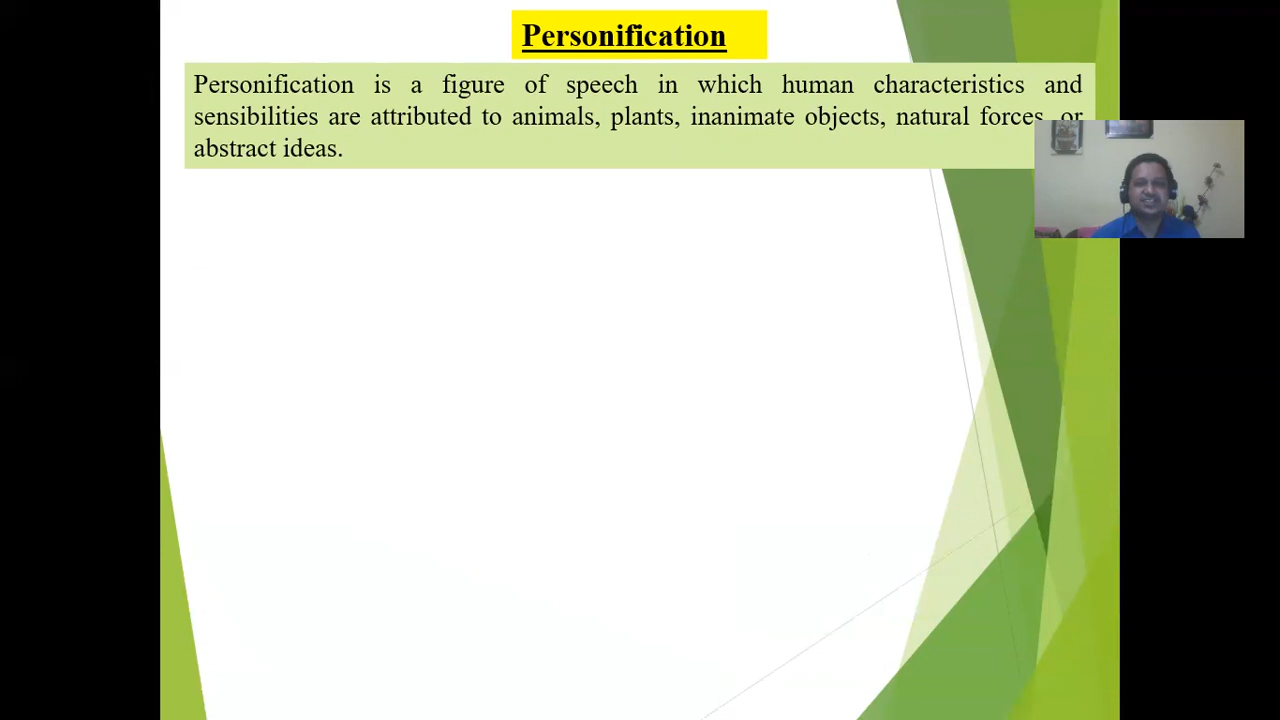 Personification
Personification is a figure of speech in which human characteristics and
sensibilities are attributed to animals, plants, inanimate objects, natural forces, or
abstract ideas.